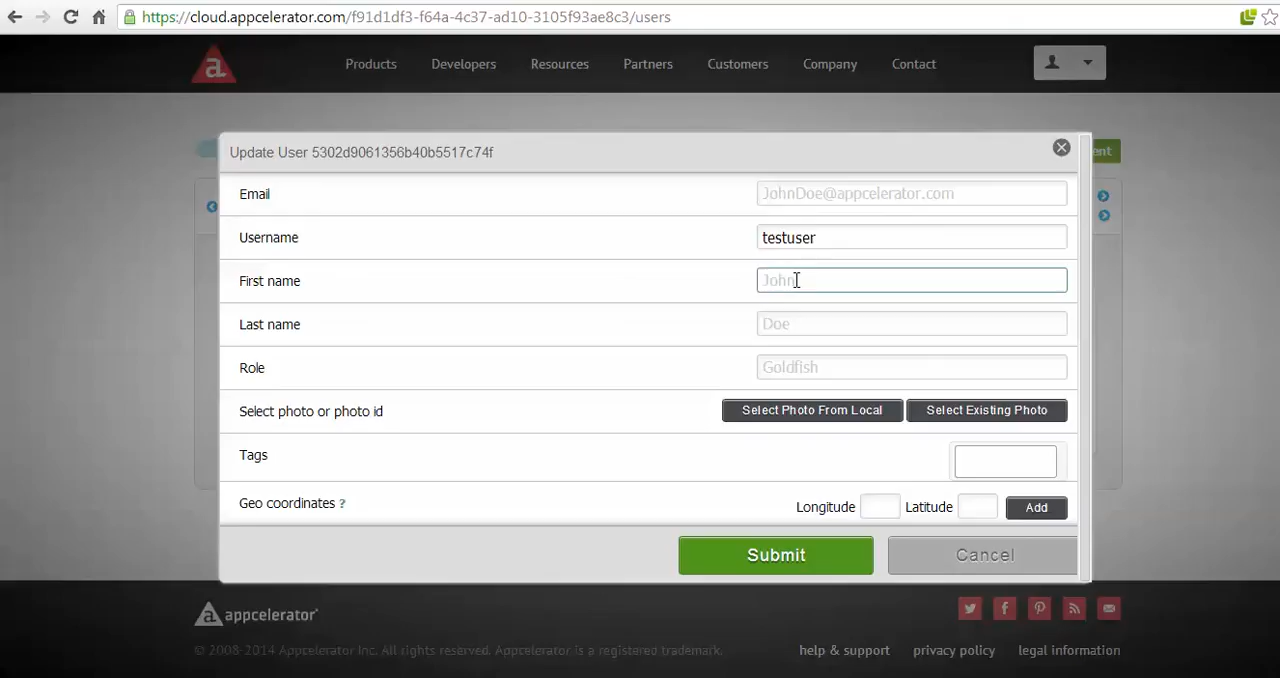 https://cloud.appcelerator.com/f91d1df3-f64a-4c37-ad10-3105f93ae8c3/users
a Products Developers Resources Partners Customers Company Contact
Update User 5302d9061356b40b5517c74f
ent
Email JohnDoe@appcelerator.com
Username testuser
First name John
Last name Doe
Role Goldfish
Select photo or photo id Select Photo From Local Select Existing Photo
Tags
Geo coordinates ? Longitude Latitude Add
Submit Cancel
a appcelerator®
© 2008-2014 Appcelerator Inc. All rights reserved. Appcelerator is a registered trademark. help & support privacy policy legal information